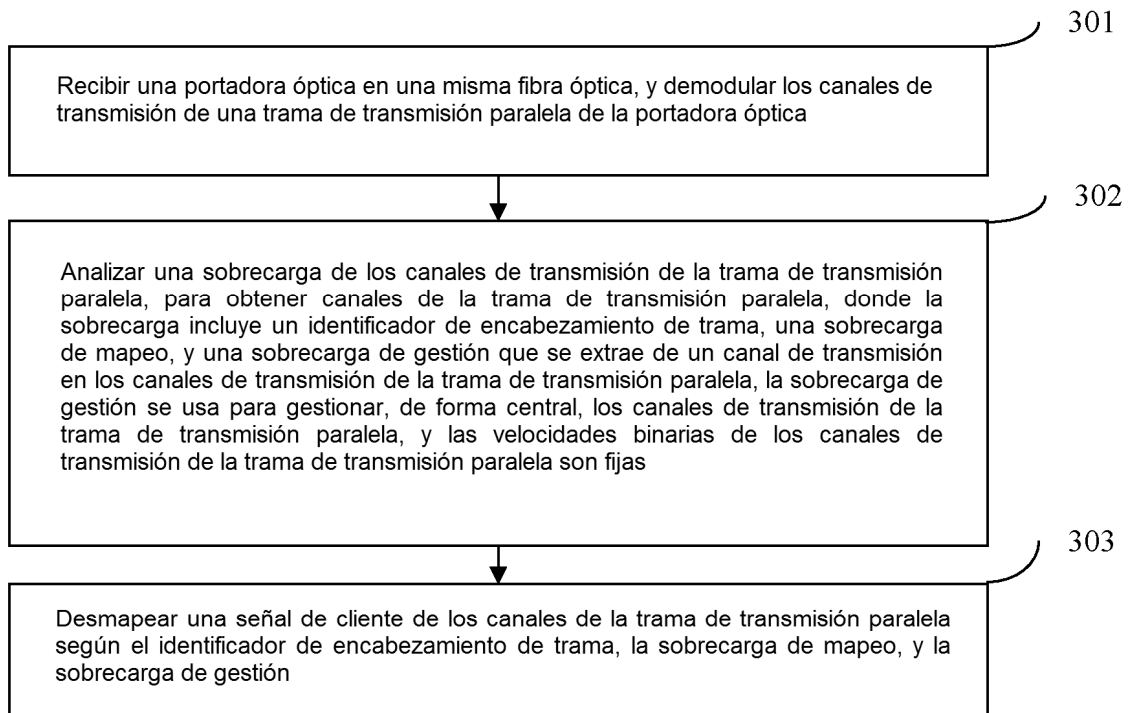 301
Recibir una portadora óptica en una misma fibra óptica, y demodular los canales de
transmisión de una trama de transmisión paralela de la portadora óptica
302
Analizar una sobrecarga de los canales de transmisión de la trama de transmisión
paralela, para obtener canales de la trama de transmisión paralela, donde la
sobrecarga incluye un identificador de encabezamiento de trama, una sobrecarga
de mapeo, y una sobrecarga de gestión que se extrae de un canal de transmisión
en los canales de transmisión de la trama de transmisión paralela, la sobrecarga de
gestión se usa para gestionar, de forma central, los canales de transmisión de la
trama de transmisión paralela, y las velocidades binarias de los canales de
transmisión de la trama de transmisión paralela son fijas
303
Desmapear una señal de cliente de los canales de la trama de transmisión paralela
según el identificador de encabezamiento de trama, la sobrecarga de mapeo, y la
sobrecarga de gestión